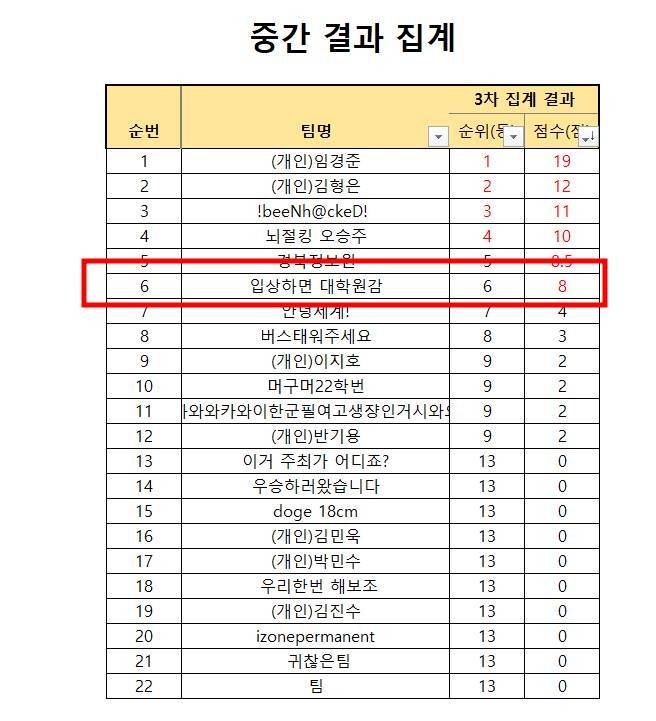 중간 결과 집계
3차 집계 결과
순번 팀명 순위(등) 점수(점)
1 (개인)임경준 1 19
2 (개인)김형은 2 12
3 !beeNh@ckeD! 3 11
4 뇌절킹 오승주 4 10
5 경북정보원 5 8.5
6 입상하면 대학원감 6 8
7 안녕세계! 7 4
8 버스태워주세요 8 3
9 (개인)이지호 9 2
10 머구머22학번 9 2
11 와와카와이한군필여고생쟝인거시와 9 2
12 (개인)반기용 9 2
13 이거 주최가 어디죠? 13 0
14 우승하러왔습니다 13 0
15 doge 18cm 13 0
16 (개인)김민욱 13 0
17 (개인)박민수 13 0
18 우리한번 해보조 13 0
19 (개인)김진수 13 0
20 izonepermanent 13 0
21 귀찮은팀 13 0
22 팀 13 0